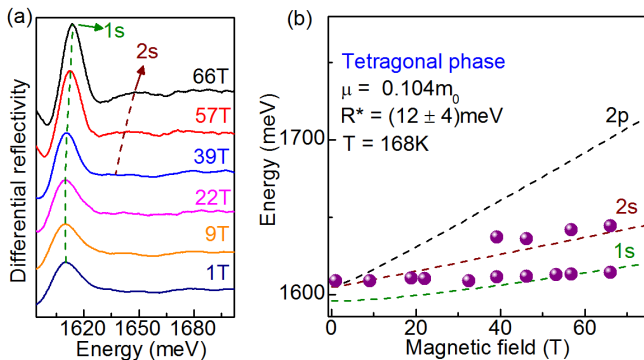 (a)
1s
2s
66T
57T
39T
22T
9T
1T
Differential reflectivity
1620 1650 1680
Energy (meV)
(b)
Tetragonal phase
μ = 0.104m₀
R* = (12 ± 4)meV
T = 168K
2p
2s
1s
1700
1600
Energy (meV)
0 20 40 60
Magnetic field (T)